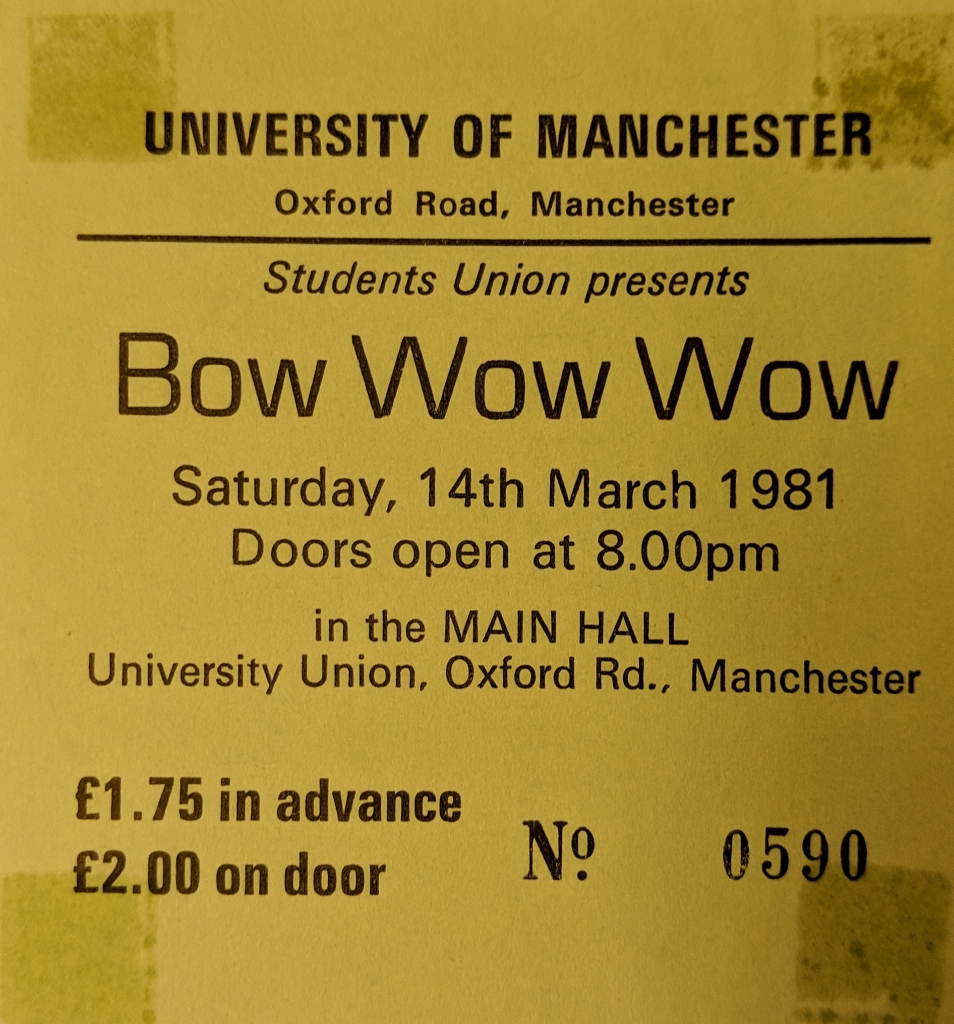 UNIVERSITY OF MANCHESTER
Oxford Road, Manchester
Students Union presents
Bow Wow Wow
Saturday, 14th March 1981
Doors open at 8.00pm
in the MAIN HALL
University Union, Oxford Rd., Manchester
£1.75 in advance
£2.00 on door
Nº. 0590